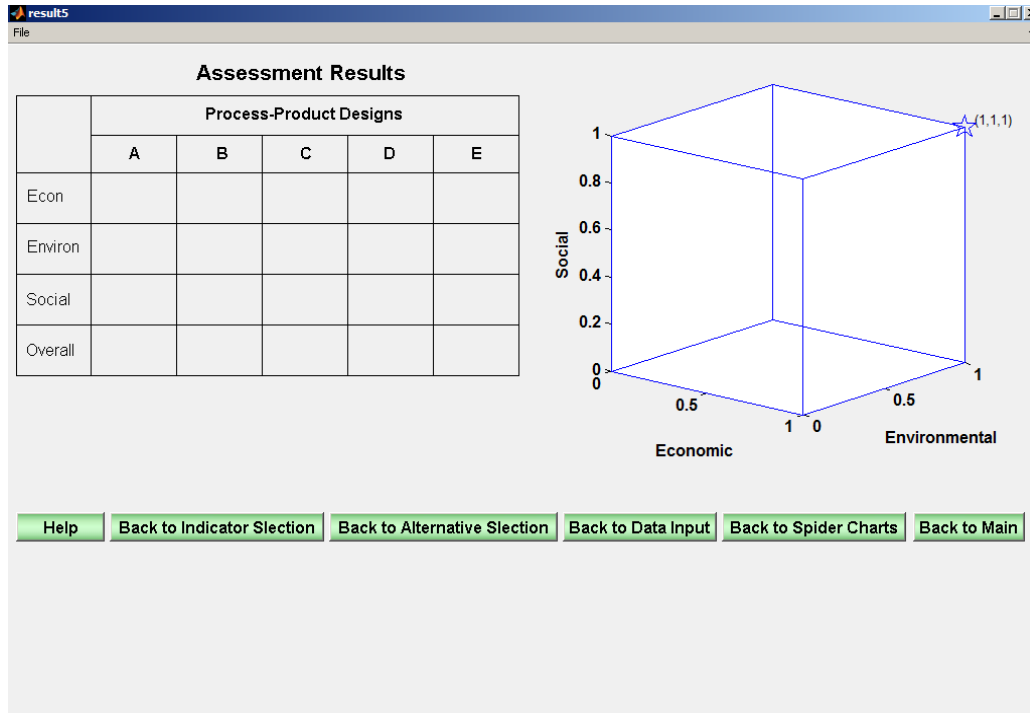 result5
File
Assessment Results
Process-Product Designs
A B C D E
Econ
Environ
Social
Overall
(1,1,1)
1
0.8
0.6
0.4
0.2
0
Social
0
0.5
1
Economic
0
0.5
1
Environmental
Help Back to Indicator Slection Back to Alternative Slection Back to Data Input Back to Spider Charts Back to Main